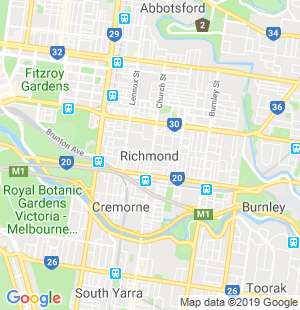 Abbotsford
29
2
34
32
Fitzroy
Gardens
Lennox St
Church St
Burnley St
36
30
Brunton Ave
Richmond
20
M1
20
Royal Botanic
Gardens
Victoria -
Melbourne...
Cremorne
M1
Burnley
26
26
Toorak
South Yarra
Google
Map data ©2019 Google